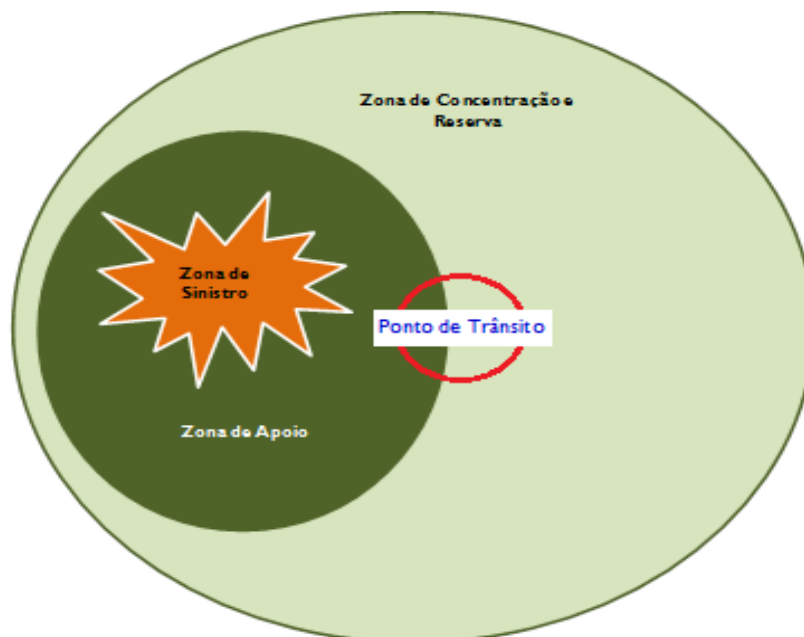 Zona de Concentração e
Reserva
Zona de
Sinistro
Ponto de Trânsito
Zona de Apoio